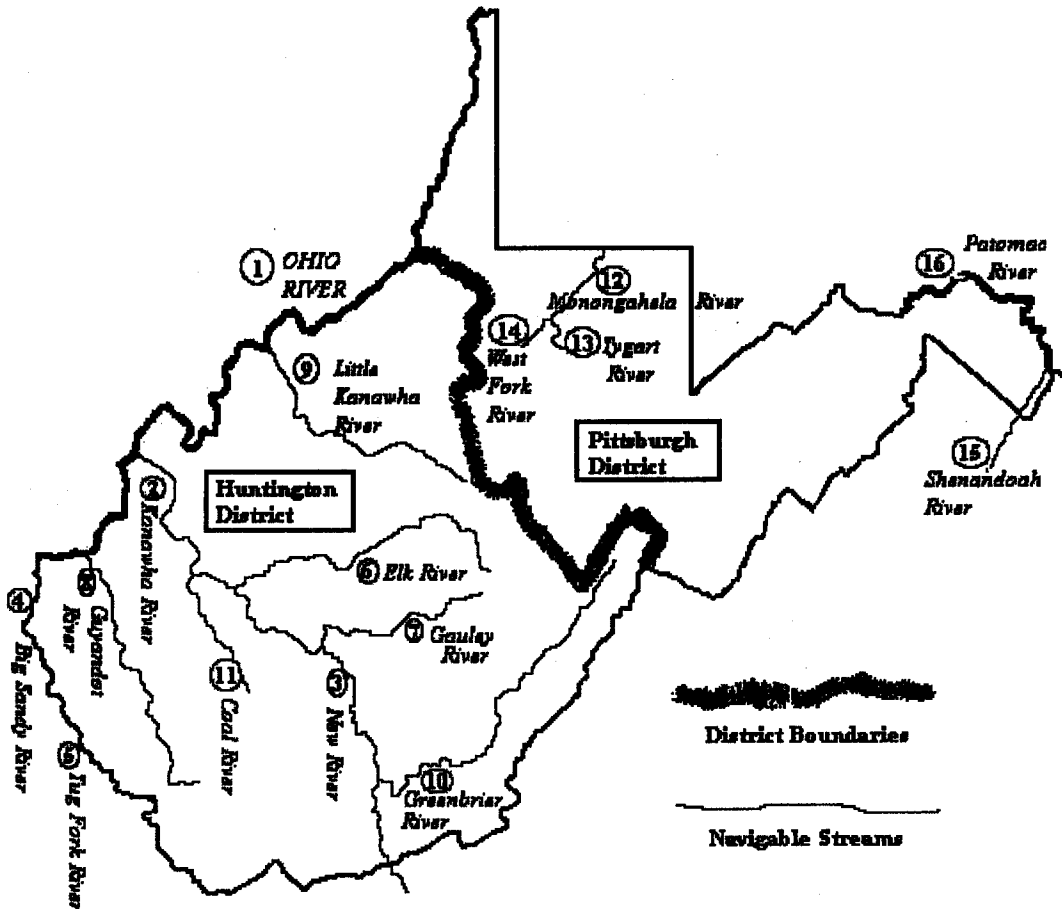 1 OHIO
RIVER
16 Potomac
River
12
Monongahela River
14 West
Fork
River
13 Tygart
River
9 Little
Kanawha
River
Pittsburgh
District
15
Shenandoah
River
Huntington
District
2 Kanawha River
6 Elk River
8 Guyandot
River
4 Big Sandy River
7 Gauley
River
11 Coal River
3 New River
5 Tug Fork River
10
Greenbrier
River
District Boundaries
Navigable Streams